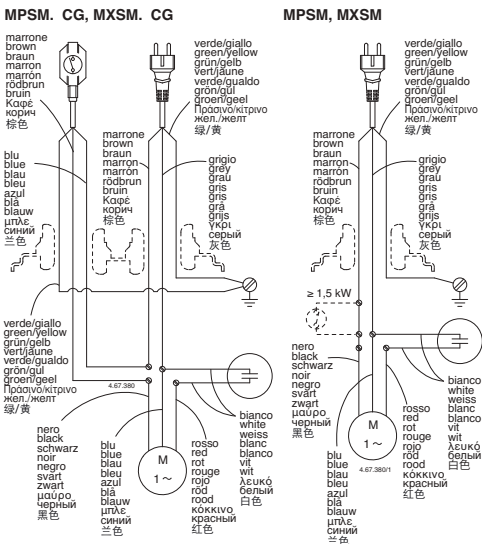 MPSM. CG, MXSM. CG
marrone
brown
braun
marron
marrón
rödbrun
bruin
Καφέ
корич
棕色
verde/giallo
green/yellow
grün/gelb
vert/jaune
verde/gualdo
grön/gül
groen/geel
Πράσινο/κίτρινο
жел./желт
绿/黄
blu
blue
blau
bleu
azul
blå
blauw
μπλε
синий
兰色
marrone
brown
braun
marron
marrón
rödbrun
bruin
Καφέ
корич
棕色
grigio
grey
grau
gris
gris
grå
grijs
γκρι
серый
灰色
verde/giallo
green/yellow
grün/gelb
vert/jaune
verde/gualdo
grön/gül
groen/geel
Πράσινο/κίτρινο
жел./желт
绿/黄
4.67.380
nero
black
schwarz
noir
negro
svart
zwart
μαύρο
черный
黑色
blu
blue
blau
bleu
azul
blå
blauw
μπλε
синий
兰色
M
1 ~
rosso
red
rot
rouge
rojo
röd
rood
κόκκινο
красный
红色
bianco
white
weiss
blanc
blanco
vit
wit
λευκό
белый
白色
MPSM, MXSM
verde/giallo
green/yellow
grün/gelb
vert/jaune
verde/gualdo
grön/gül
groen/geel
Πράσινο/κίτρινο
жел./желт
绿/黄
marrone
brown
braun
marron
marrón
rödbrun
bruin
Καφέ
корич
棕色
grigio
grey
grau
gris
gris
grå
grijs
γκρι
серый
灰色
≥ 1,5 kW
nero
black
schwarz
noir
negro
svart
zwart
μαύρο
черный
黑色
M
1 ~
4.67.380/1
blu
blue
blau
bleu
azul
blå
blauw
μπλε
синий
兰色
rosso
red
rot
rouge
rojo
röd
rood
κόκκινο
красный
红色
bianco
white
weiss
blanc
blanco
vit
wit
λευκό
белый
白色